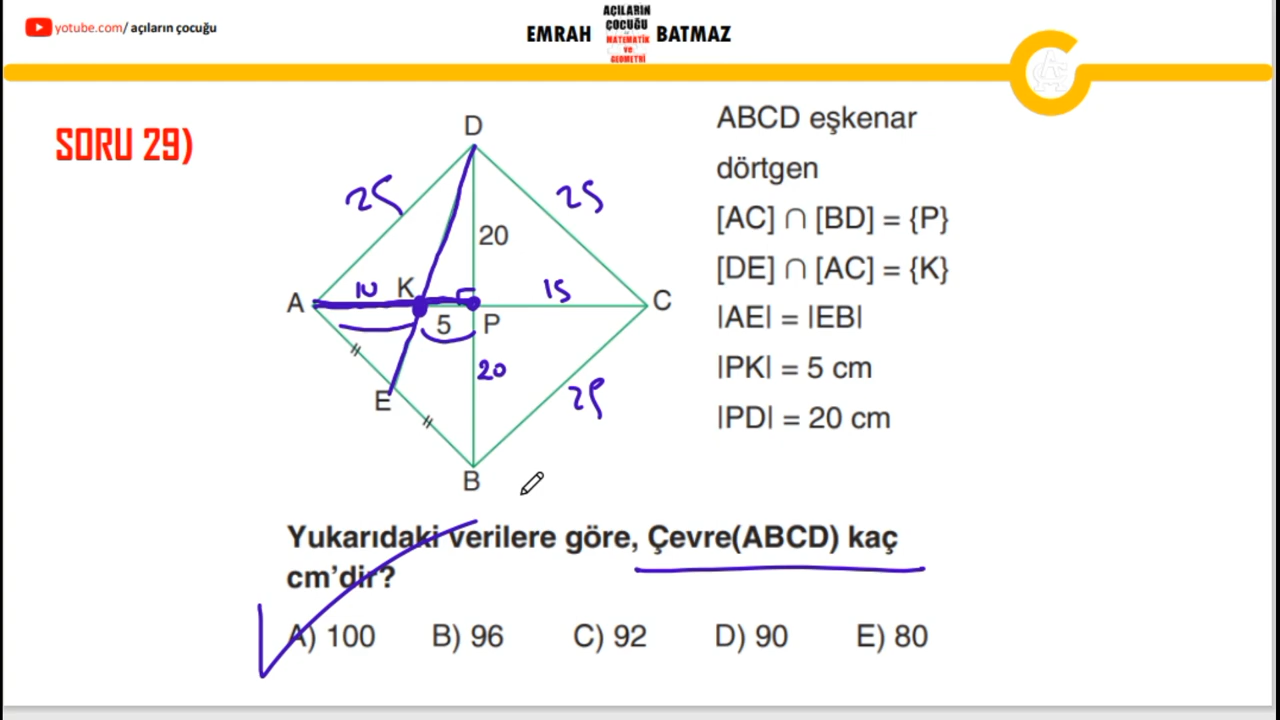 yotube.com/ açıların çocuğu
EMRAH
AÇILARIN
ÇOCUĞU
MATEMATİK
ve
GEOMETRİ
BATMAZ
SORU 29)
D
25
25
20
A
10
K
15
C
5
P
20
E
25
B
ABCD eşkenar
dörtgen
[AC] ∩ [BD] = {P}
[DE] ∩ [AC] = {K}
|AE| = |EB|
|PK| = 5 cm
|PD| = 20 cm
Yukarıdaki verilere göre, Çevre(ABCD) kaç
cm'dir?
A) 100 B) 96 C) 92 D) 90 E) 80